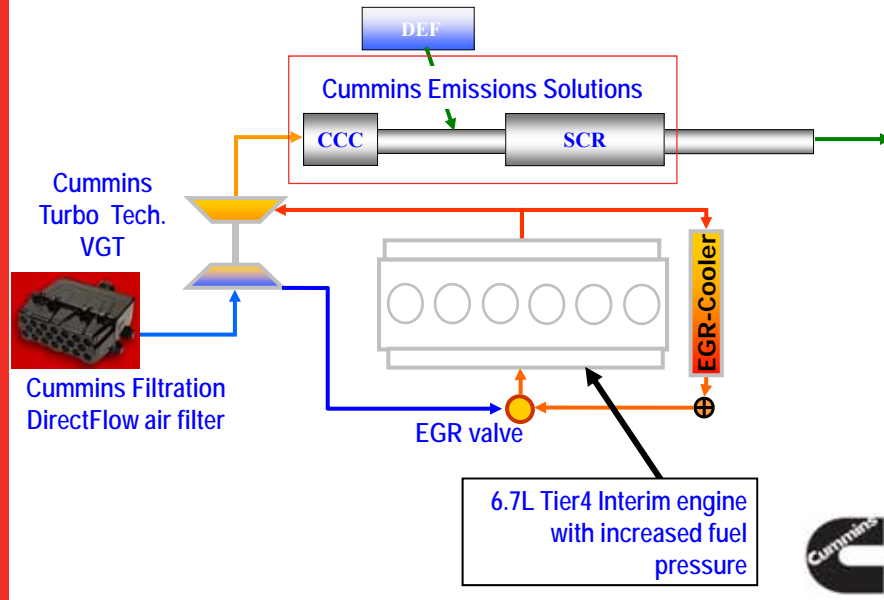 DEF
Cummins Emissions Solutions
CCC
SCR
Cummins
Turbo Tech.
VGT
EGR-Cooler
Cummins Filtration
DirectFlow air filter
EGR valve
6.7L Tier4 Interim engine
with increased fuel
pressure
Cummins